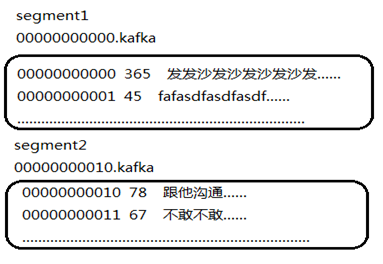 segment1
00000000000.kafka
00000000000 365 发发沙发沙发沙发沙发......
00000000001 45 fafasdfasdfasdf......
........................................................................
segment2
00000000010.kafka
00000000010 78 跟他沟通......
00000000011 67 不敢不敢......
........................................................................